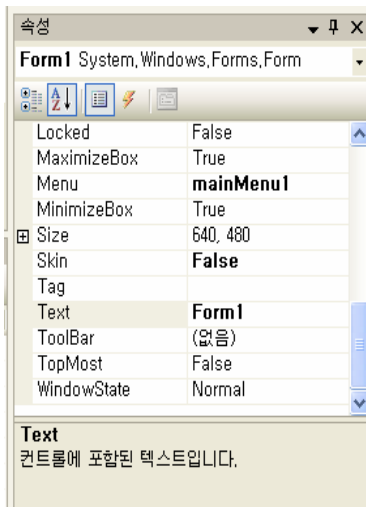 속성
Form1 System,Windows,Forms,Form
Locked False
MaximizeBox True
Menu mainMenu1
MinimizeBox True
Size 640, 480
Skin False
Tag
Text Form1
ToolBar (없음)
TopMost False
WindowState Normal
Text
컨트롤에 포함된 텍스트입니다,